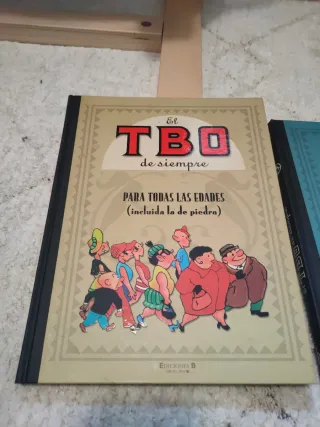 El
TBO
de siempre
PARA TODAS LAS EDADES
(incluida la de piedra)
Ediciones B